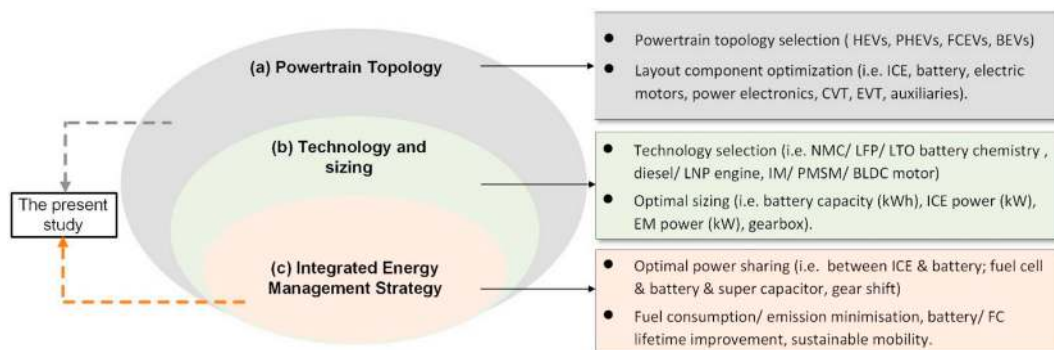 (a) Powertrain Topology
(b) Technology and
sizing
(c) Integrated Energy
Management Strategy
The present
study
● Powertrain topology selection ( HEVs, PHEVs, FCEVs, BEVs)
● Layout component optimization (i.e. ICE, battery, electric
motors, power electronics, CVT, EVT, auxiliaries).
● Technology selection (i.e. NMC/ LFP/ LTO battery chemistry ,
diesel/ LNP engine, IM/ PMSM/ BLDC motor)
● Optimal sizing (i.e. battery capacity (kWh), ICE power (kW),
EM power (kW), gearbox).
● Optimal power sharing (i.e. between ICE & battery; fuel cell
& battery & super capacitor, gear shift)
● Fuel consumption/ emission minimisation, battery/ FC
lifetime improvement, sustainable mobility.